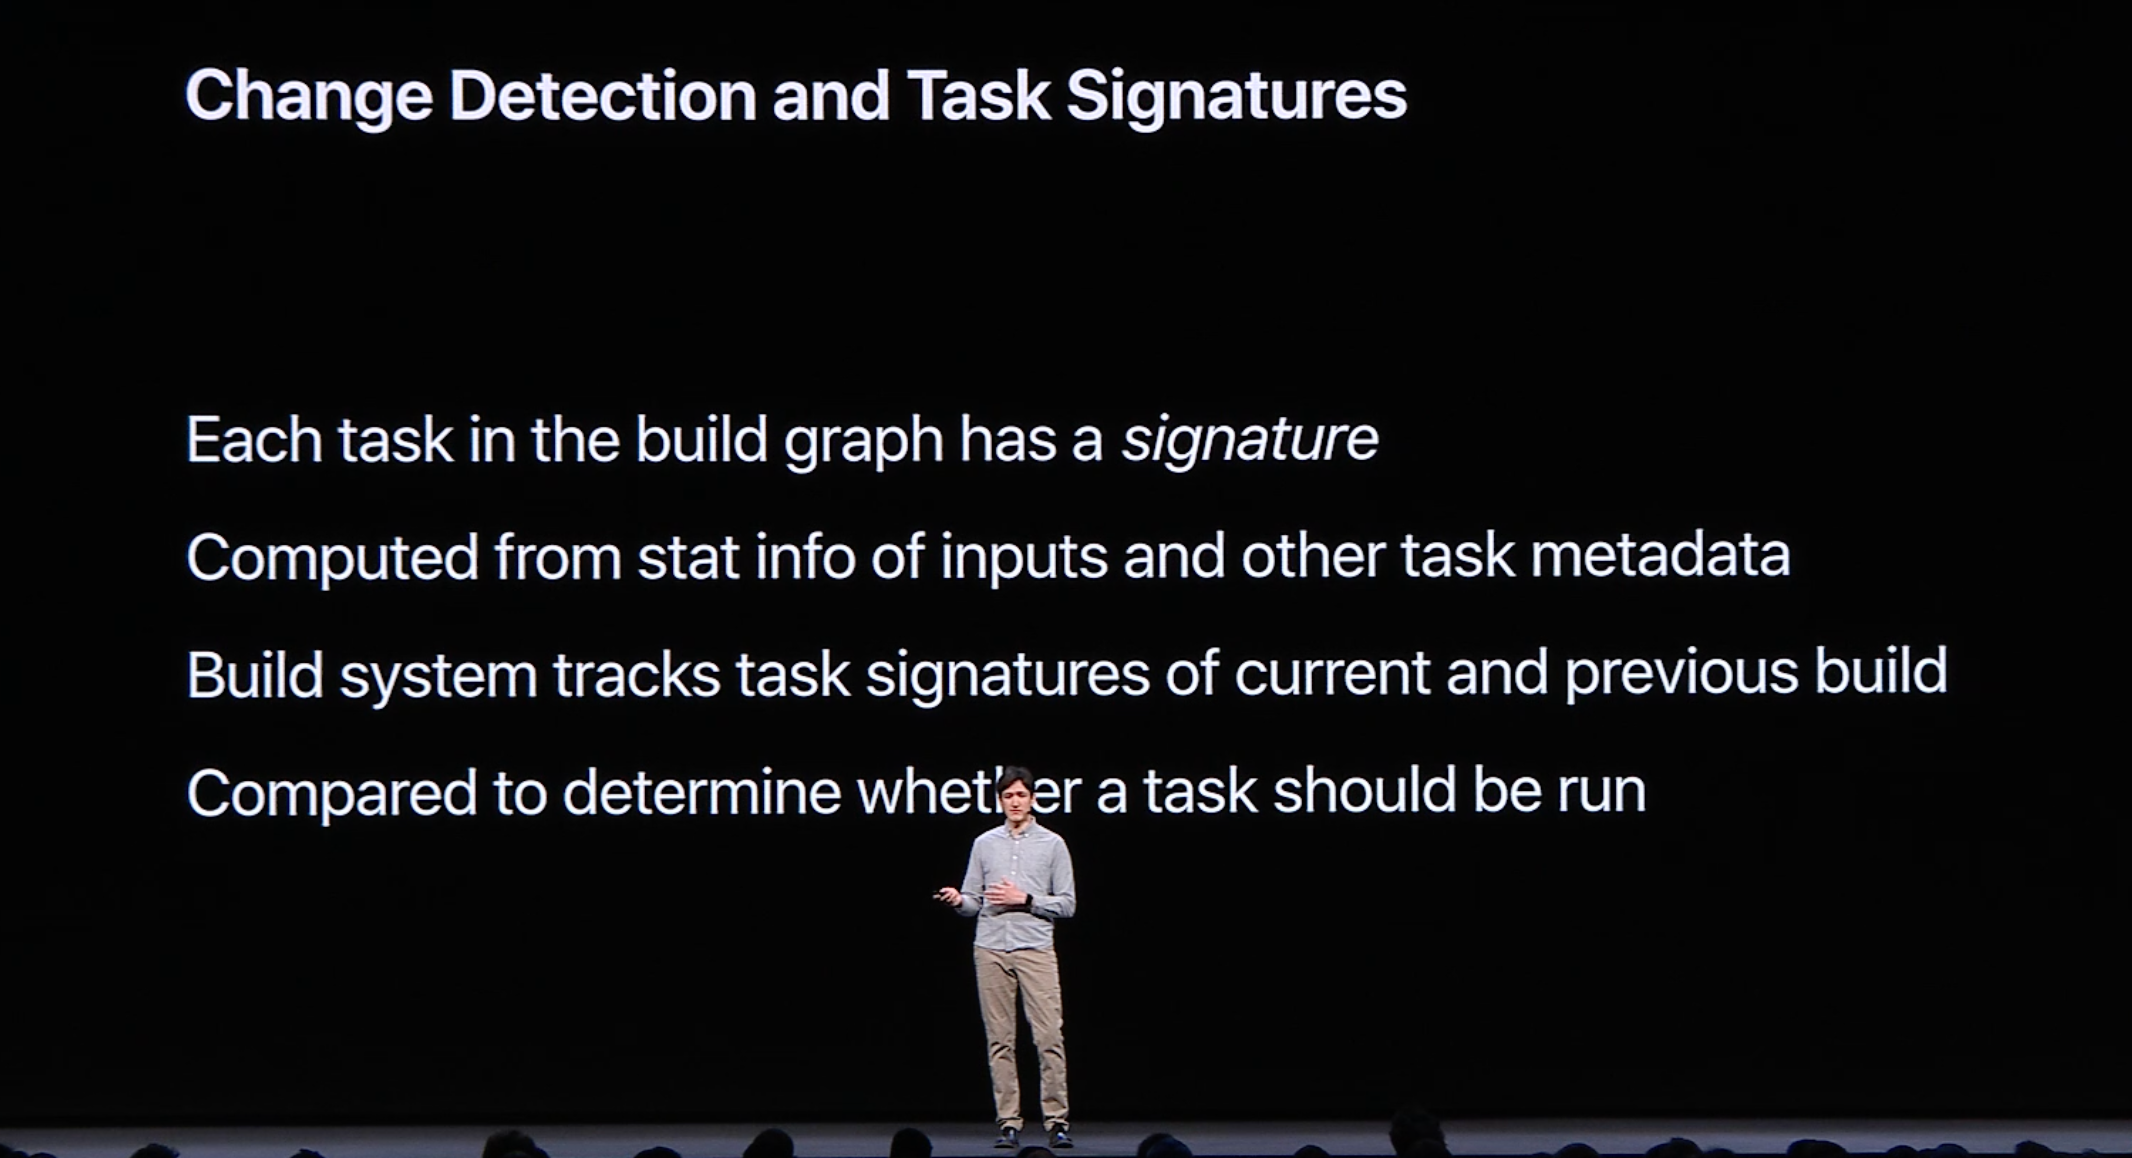 Change Detection and Task Signatures
Each task in the build graph has a signature
Computed from stat info of inputs and other task metadata
Build system tracks task signatures of current and previous build
Compared to determine whether a task should be run